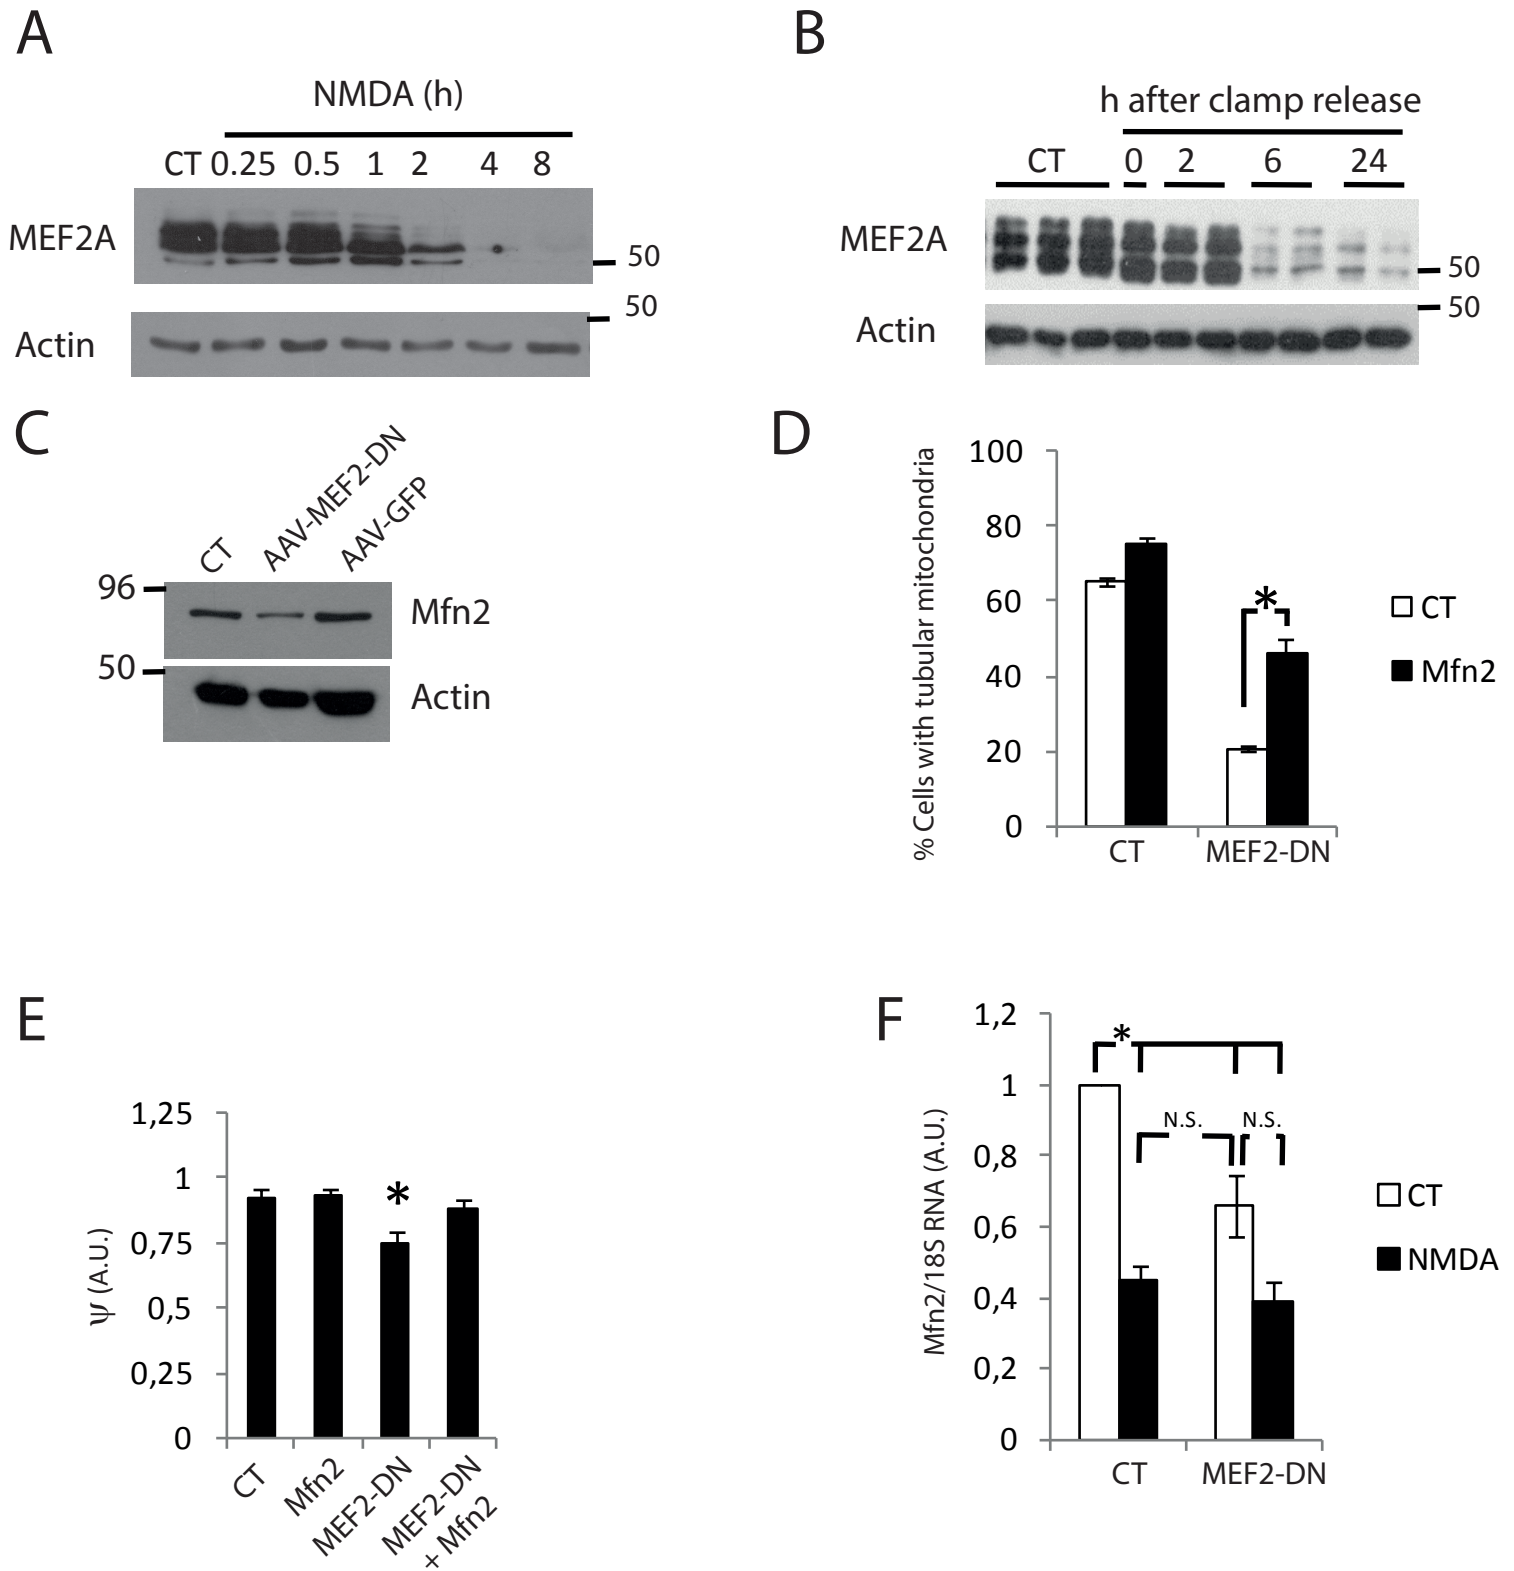 A
NMDA (h)
CT 0.25 0.5 1 2 4 8
MEF2A
50
50
Actin
B
h after clamp release
CT 0 2 6 24
MEF2A
50
50
Actin
C
CT AAV-MEF2-DN AAV-GFP
96
Mfn2
50
Actin
D
% Cells with tubular mitochondria
100
80
60
40
20
0
*
CT MEF2-DN
CT
Mfn2
E
ψ (A.U.)
1,25
1
0,75
0,5
0,25
0
*
CT
Mfn2
MEF2-DN
MEF2-DN
+ Mfn2
F
Mfn2/18S RNA (A.U.)
1,2
1
0,8
0,6
0,4
0,2
0
*
N.S. N.S.
CT MEF2-DN
CT
NMDA